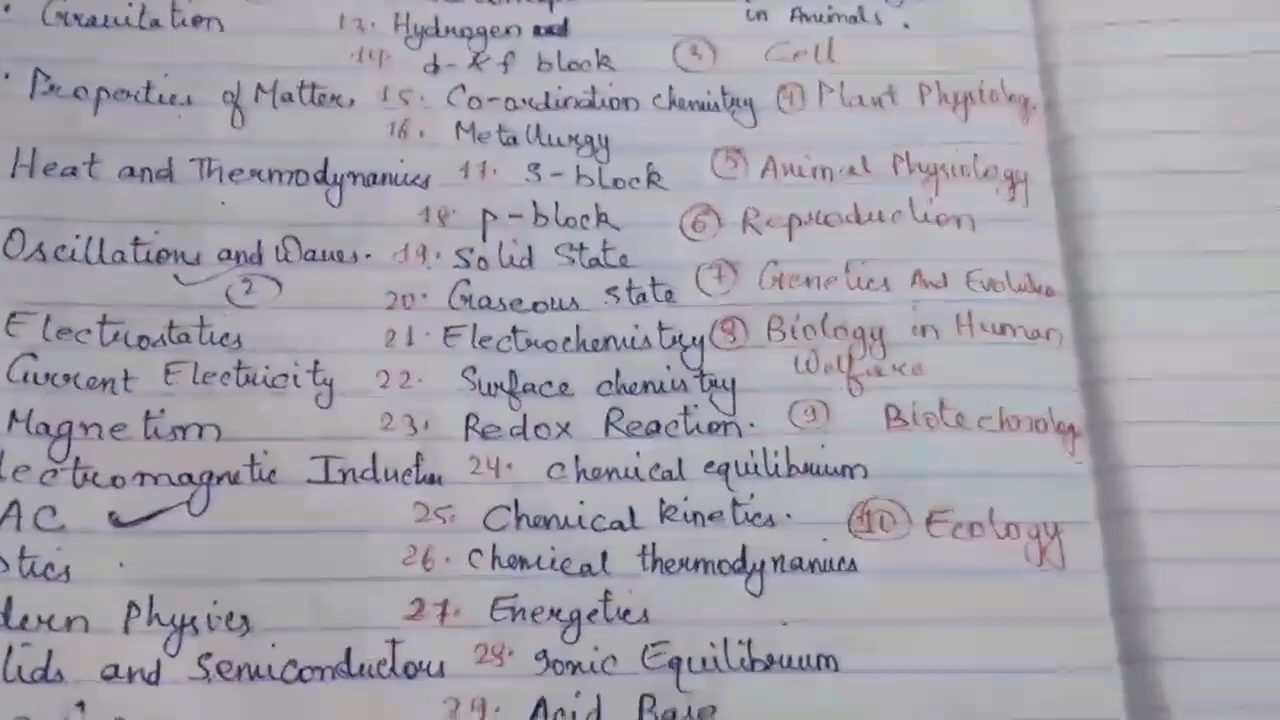 Gravitation
13. Hydrogen and
14. d- & f block
15. Co-ordination chemistry
16. Metallurgy
17. S-block
18. p-block
19. Solid State
20. Gaseous state
21. Electrochemistry
22. Surface chemistry
23. Redox Reaction.
24. Chemical equilibrium
25. Chemical kinetics.
26. Chemical thermodynamics
27. Energetics
28. Ionic Equilibrium
29. Acid Base
Properties of Matter.
Heat and Thermodynamics
Oscillations and Waves.
2
Electrostatics
Current Electricity
Magnetism
lectromagnetic Induction
AC
stics
dern Physics
lids and Semiconductors
in Animals.
3 Cell
4 Plant Physiology
5 Animal Physiology
6 Reproduction
7 Genetics And Evolution
8 Biology in Human
Welfare
9 Biotechnology
10 Ecology